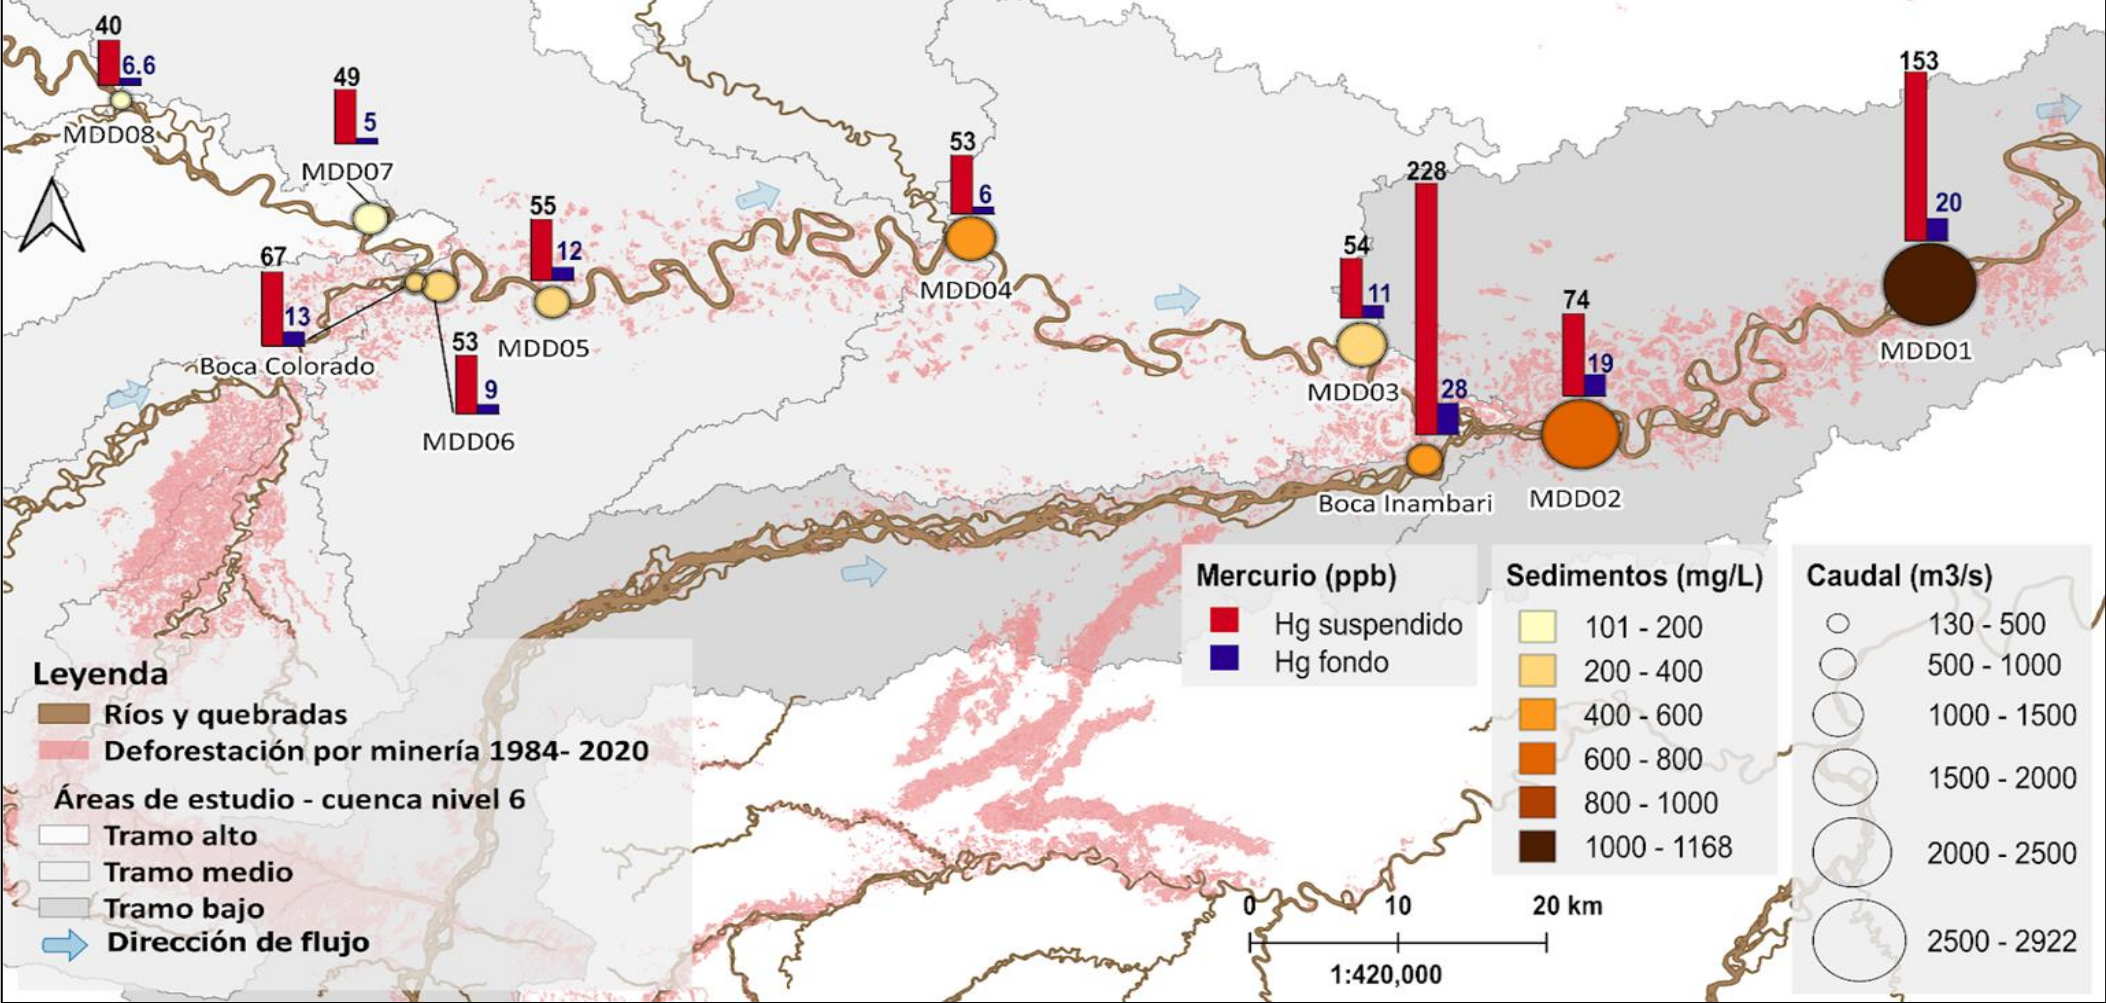 40
6.6
MDD08
49
5
MDD07
67
13
Boca Colorado
53
9
MDD06
55
12
MDD05
53
6
MDD04
54
11
MDD03
228
28
Boca Inambari
74
19
MDD02
153
20
MDD01
Leyenda
Ríos y quebradas
Deforestación por minería 1984- 2020
Áreas de estudio - cuenca nivel 6
Tramo alto
Tramo medio
Tramo bajo
Dirección de flujo
Mercurio (ppb)
Hg suspendido
Hg fondo
Sedimentos (mg/L)
101 - 200
200 - 400
400 - 600
600 - 800
800 - 1000
1000 - 1168
Caudal (m3/s)
130 - 500
500 - 1000
1000 - 1500
1500 - 2000
2000 - 2500
2500 - 2922
0 10 20 km
1:420,000